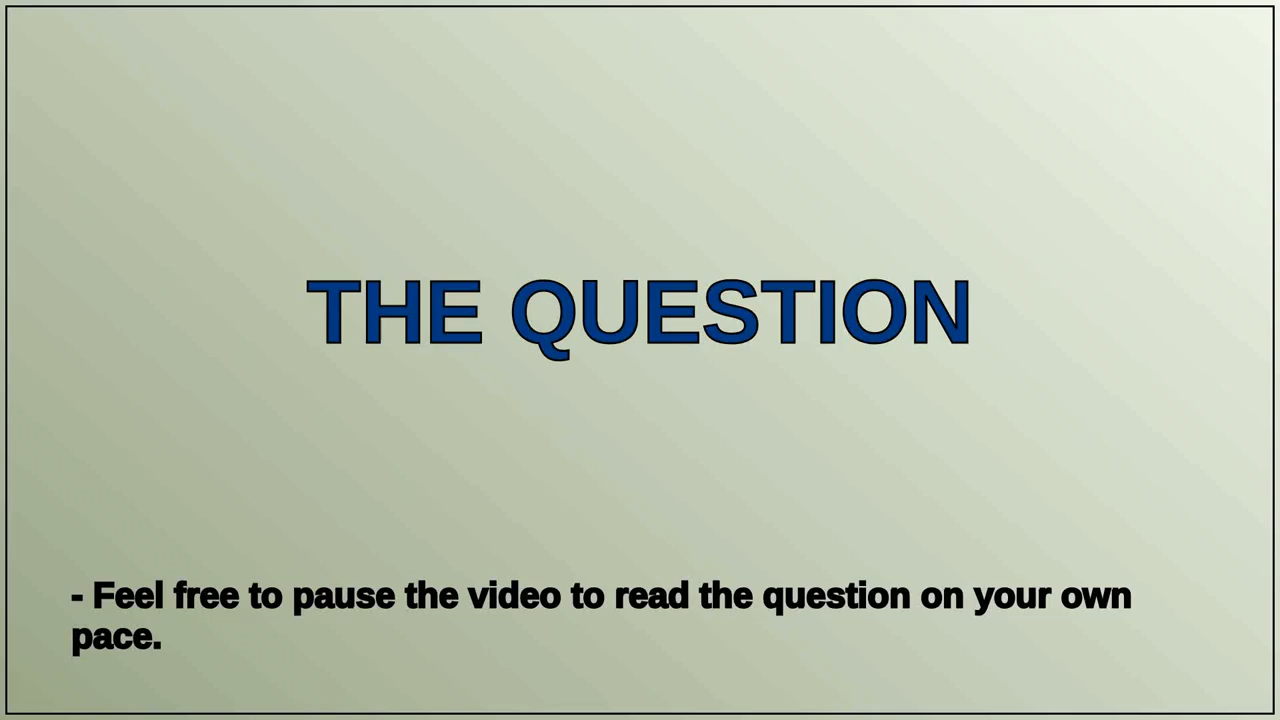 THE QUESTION
- Feel free to pause the video to read the question on your own
pace.